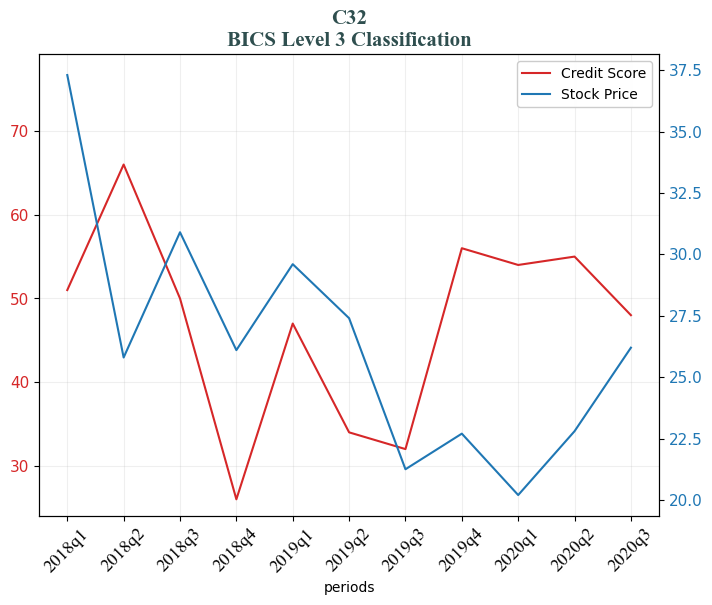 C32
BICS Level 3 Classification
Credit Score
Stock Price
70
60
50
40
30
37.5
35.0
32.5
30.0
27.5
25.0
22.5
20.0
2018q1
2018q2
2018q3
2018q4
2019q1
2019q2
2019q3
2019q4
2020q1
2020q2
2020q3
periods